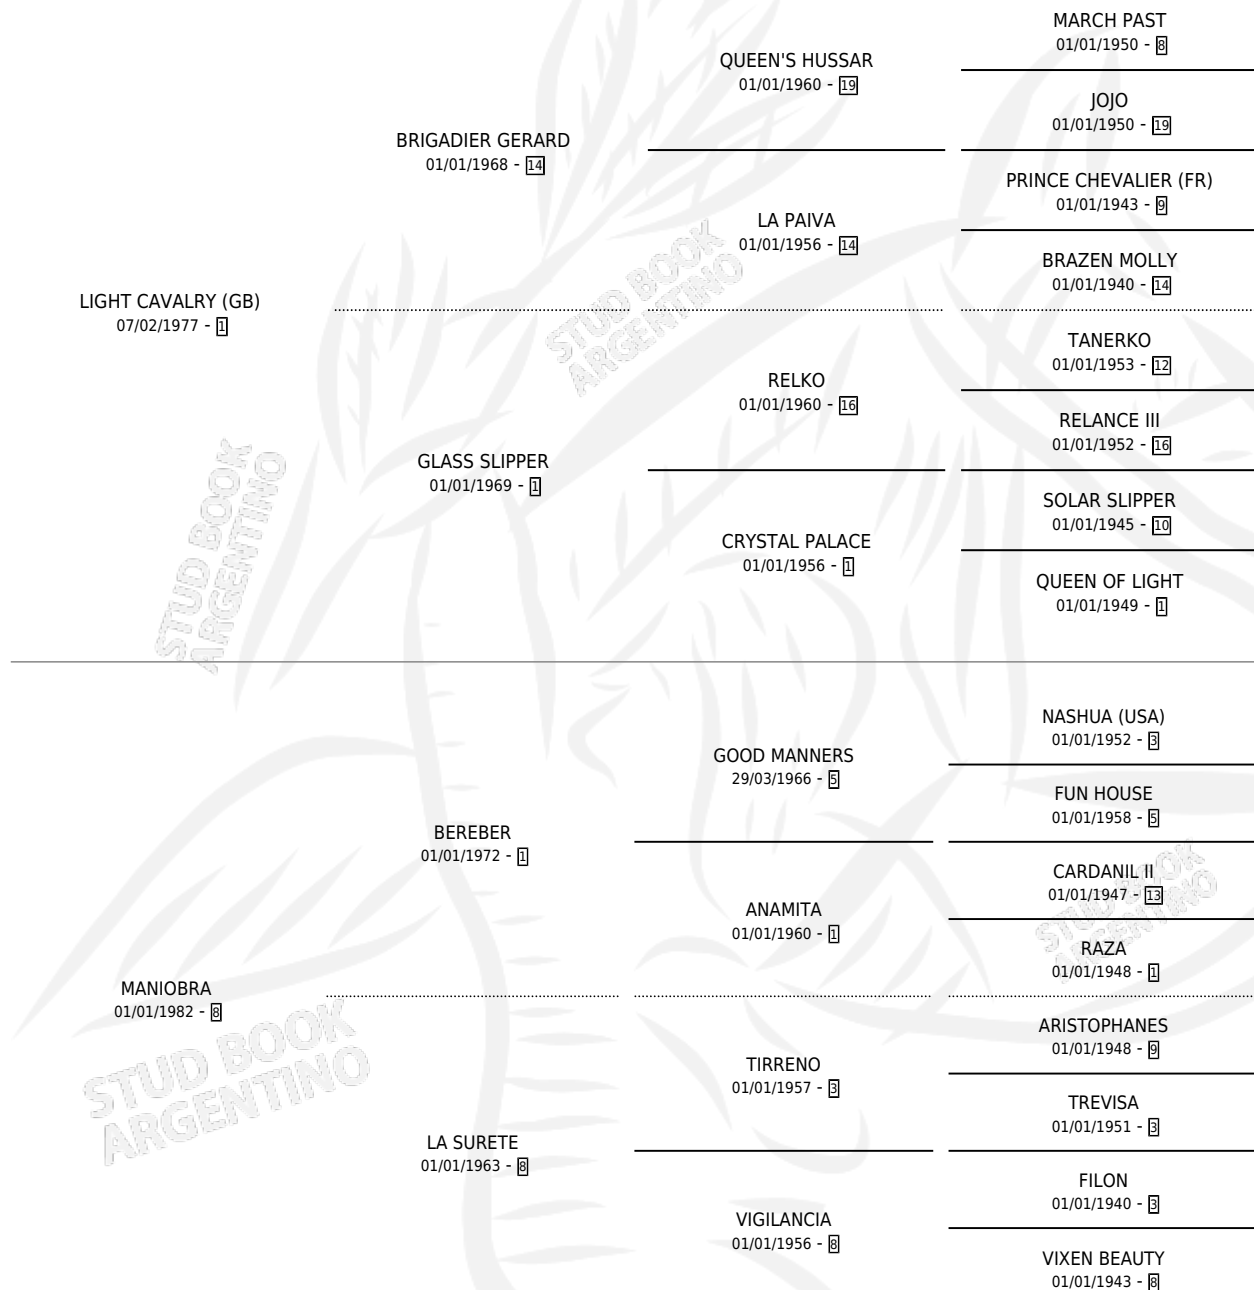 MARCH PAST
01/01/1950 - 8
QUEEN'S HUSSAR
01/01/1960 - 19
JOJO
01/01/1950 - 19
BRIGADIER GERARD
01/01/1968 - 14
PRINCE CHEVALIER (FR)
01/01/1943 - 9
LA PAIVA
01/01/1956 - 14
BRAZEN MOLLY
01/01/1940 - 14
LIGHT CAVALRY (GB)
07/02/1977 - 1
TANERKO
01/01/1953 - 12
RELKO
01/01/1960 - 16
RELANCE III
01/01/1952 - 16
GLASS SLIPPER
01/01/1969 - 1
SOLAR SLIPPER
01/01/1945 - 10
CRYSTAL PALACE
01/01/1956 - 1
QUEEN OF LIGHT
01/01/1949 - 1
NASHUA (USA)
01/01/1952 - 3
GOOD MANNERS
29/03/1966 - 5
FUN HOUSE
01/01/1958 - 5
BEREBER
01/01/1972 - 1
CARDANIL II
01/01/1947 - 13
ANAMITA
01/01/1960 - 1
RAZA
01/01/1948 - 1
MANIOBRA
01/01/1982 - 8
ARISTOPHANES
01/01/1948 - 9
TIRRENO
01/01/1957 - 3
TREVISA
01/01/1951 - 3
LA SURETE
01/01/1963 - 8
FILON
01/01/1940 - 3
VIGILANCIA
01/01/1956 - 8
VIXEN BEAUTY
01/01/1943 - 8
STUD BOOK
ARGENTINO
STUD BOOK
ARGENTINO
STUD BOOK
ARGENTINO
STUD BOOK
ARGENTINO